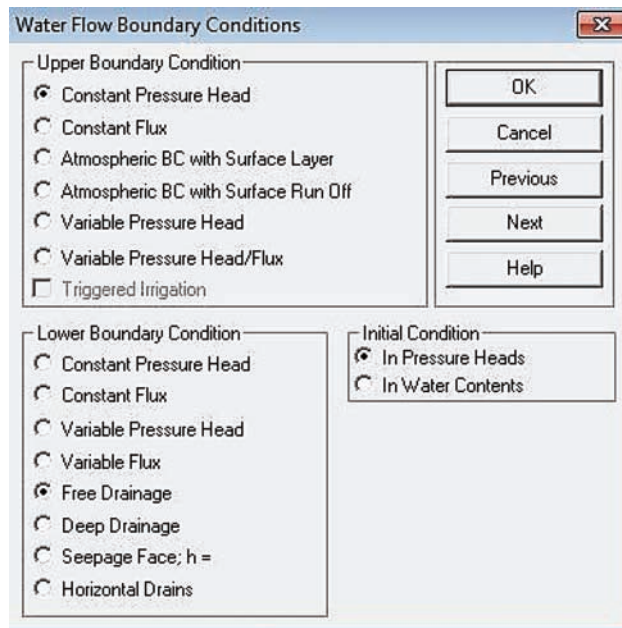 Water Flow Boundary Conditions
Upper Boundary Condition
Constant Pressure Head
Constant Flux
Atmospheric BC with Surface Layer
Atmospheric BC with Surface Run Off
Variable Pressure Head
Variable Pressure Head/Flux
Triggered Irrigation
OK
Cancel
Previous
Next
Help
Lower Boundary Condition
Constant Pressure Head
Constant Flux
Variable Pressure Head
Variable Flux
Free Drainage
Deep Drainage
Seepage Face; h =
Horizontal Drains
Initial Condition
In Pressure Heads
In Water Contents